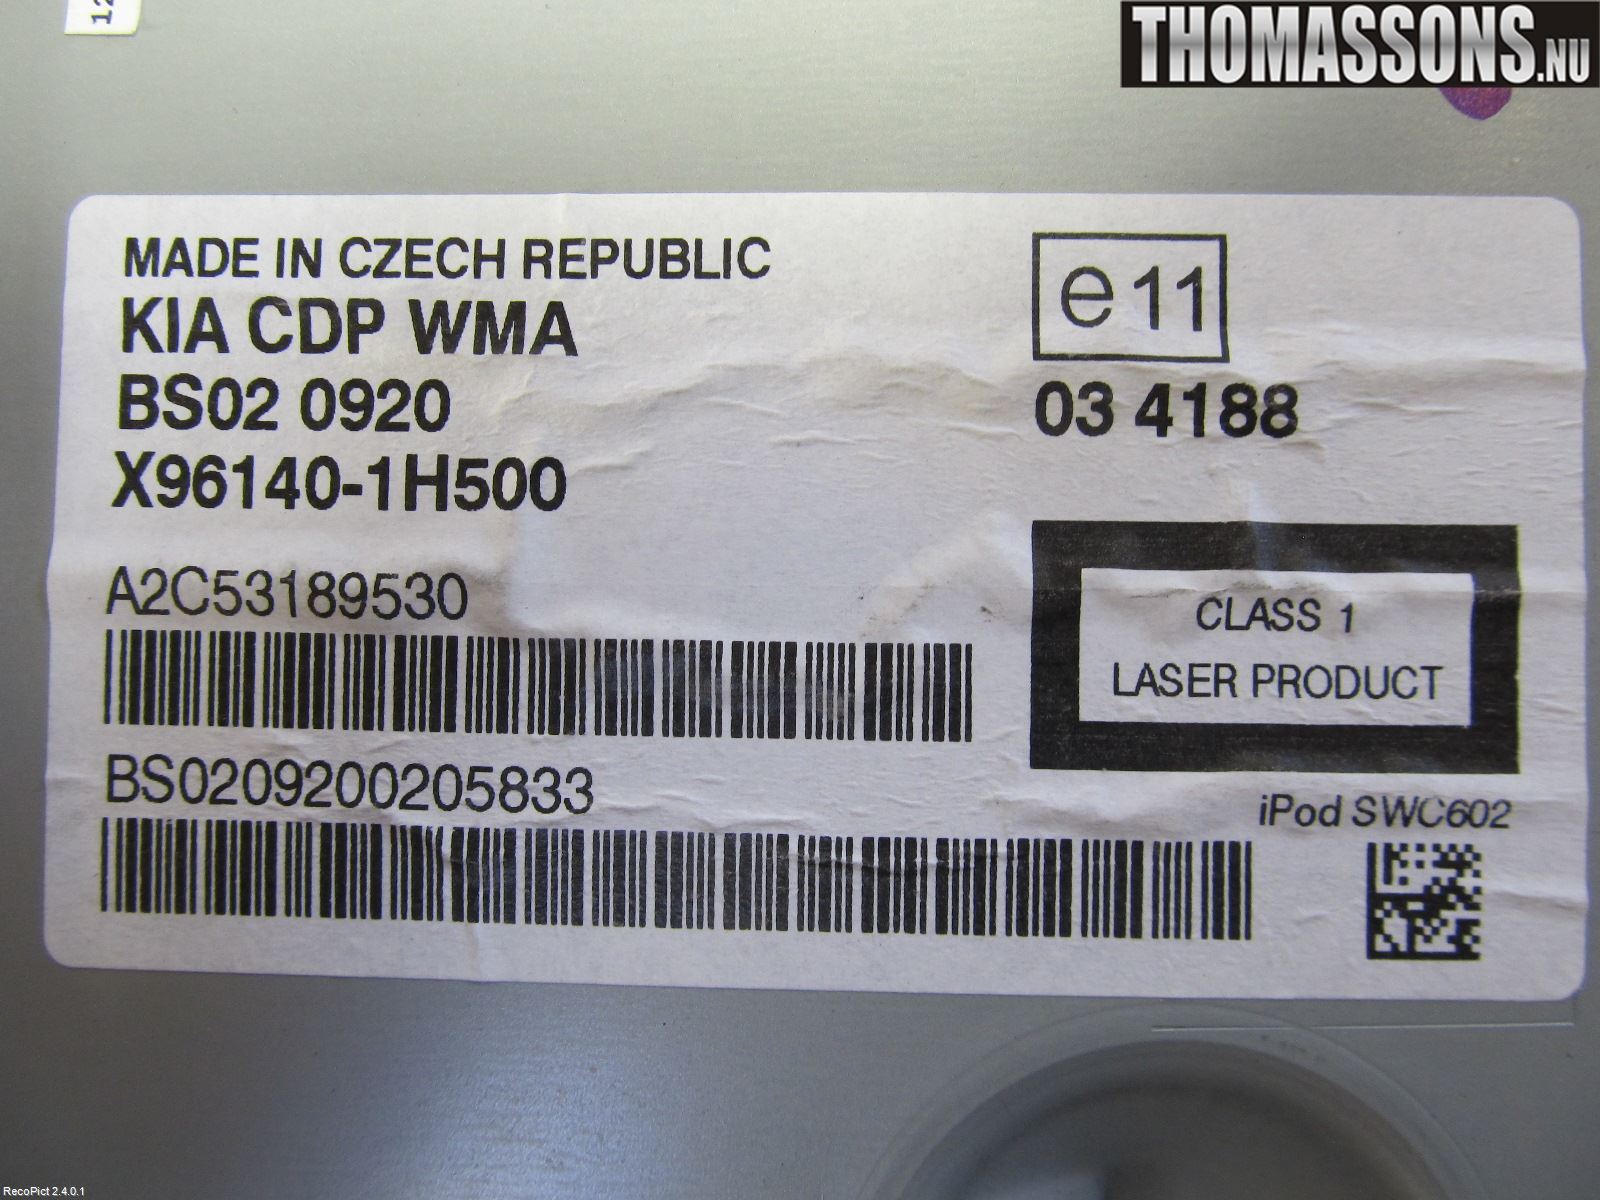 12
THOMASSONS.NU
MADE IN CZECH REPUBLIC
KIA CDP WMA
BS02 0920
X96140-1H500
A2C53189530
BS0209200205833
e11
03 4188
CLASS 1
LASER PRODUCT
iPod SWC602
RecoPict 2.4.0.1